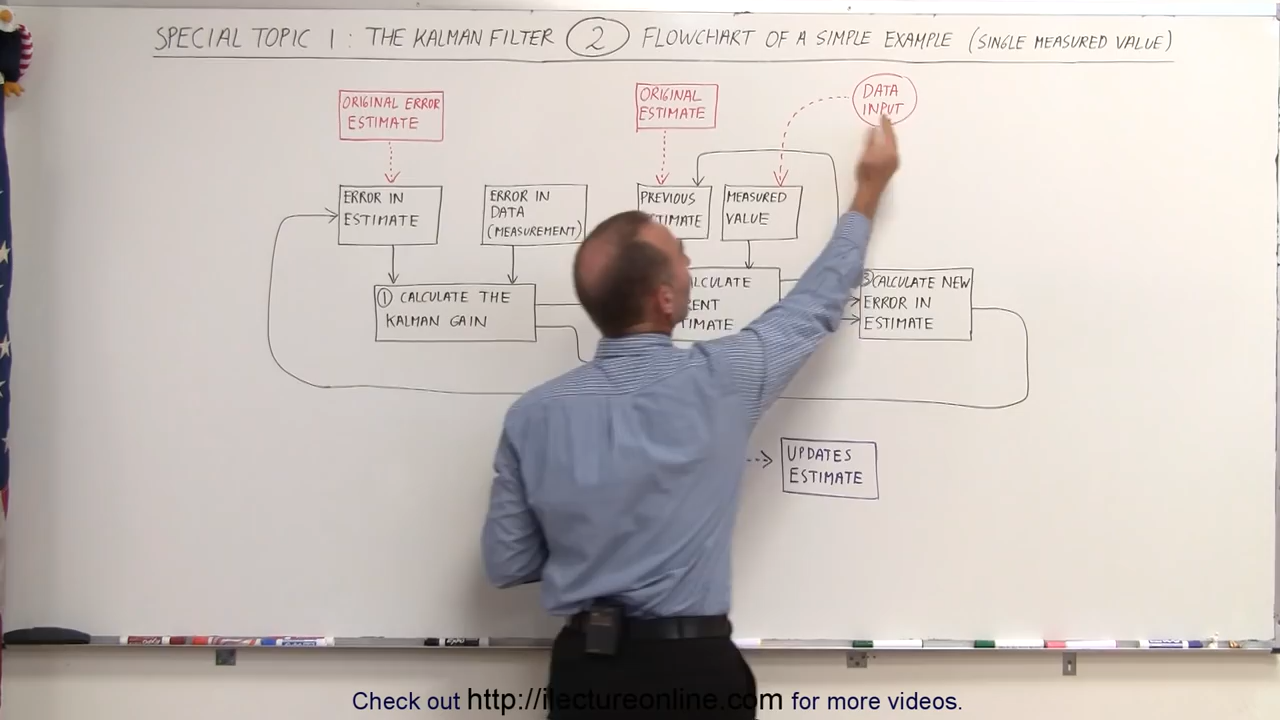 SPECIAL TOPIC 1: THE KALMAN FILTER 2 FLOWCHART OF A SIMPLE EXAMPLE (SINGLE MEASURED VALUE)
ORIGINAL ERROR
ESTIMATE
ORIGINAL
ESTIMATE
DATA
INPUT
ERROR IN
ESTIMATE
ERROR IN
DATA
(MEASUREMENT)
PREVIOUS
MEASURED
VALUE
1 CALCULATE THE
KALMAN GAIN
3 CALCULATE NEW
ERROR IN
ESTIMATE
UPDATES
ESTIMATE
Check out http://ilectureonline.com for more videos.